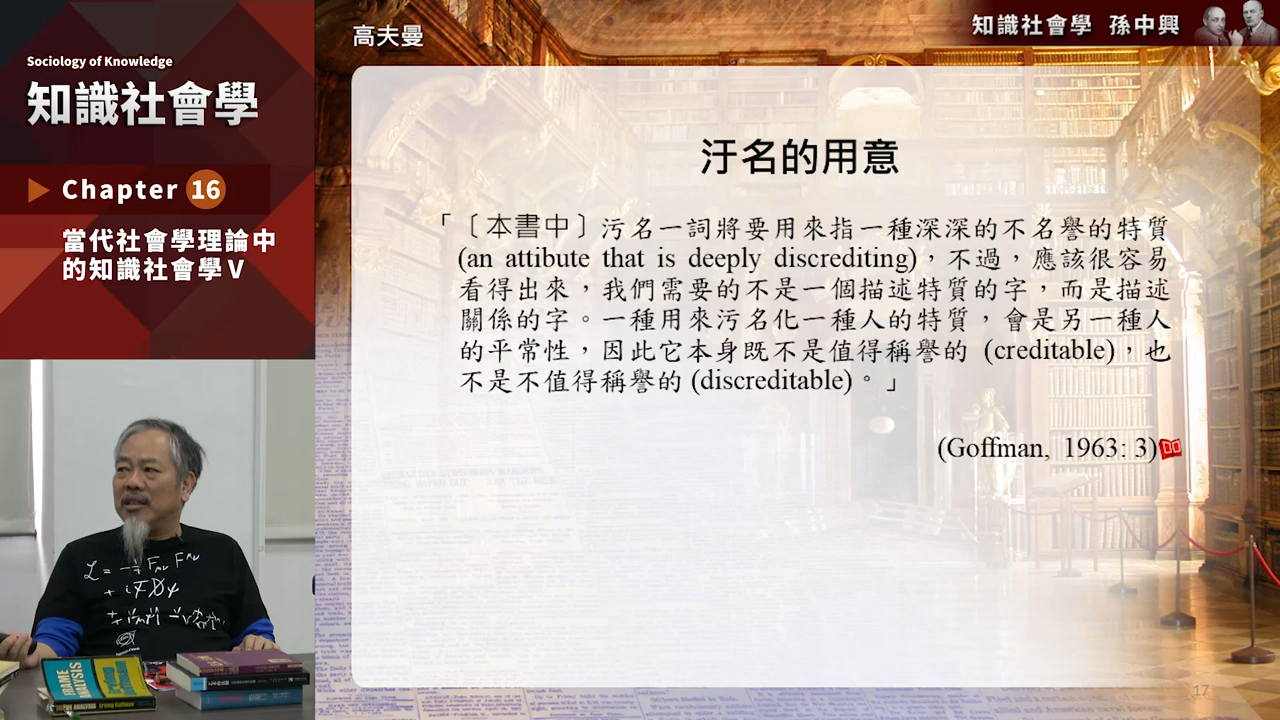 Sociology of Knowledge
知識社會學
Chapter 16
當代社會學理論中
的知識社會學 V
高夫曼
知識社會學 孫中興
汙名的用意
「〔本書中〕污名一詞將要用來指一種深深的不名譽的特質
(an attibute that is deeply discrediting)，不過，應該很容易
看得出來，我們需要的不是一個描述特質的字，而是描述
關係的字。一種用來污名化一種人的特質，會是另一種人
的平常性，因此它本身既不是值得稱譽的 (creditable)，也
不是不值得稱譽的 (discreditable)。」
(Goffman, 1963: 3)
17
FRAME
ANALYSIS
FRAME ANALYSIS Erving Goffman